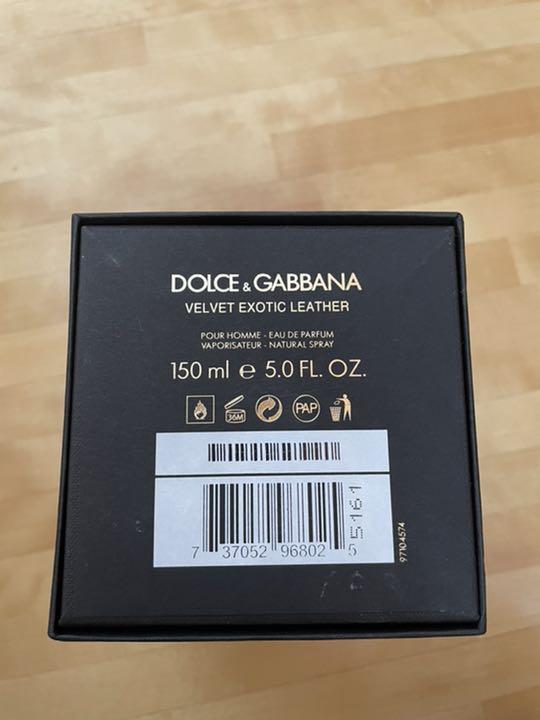 DOLCE & GABBANA
VELVET EXOTIC LEATHER
POUR HOMME - EAU DE PARFUM
VAPORISATEUR - NATURAL SPRAY
150 ml e 5.0 FL. OZ.
36M
PAP
7 37052 96802 5
5161
97104574